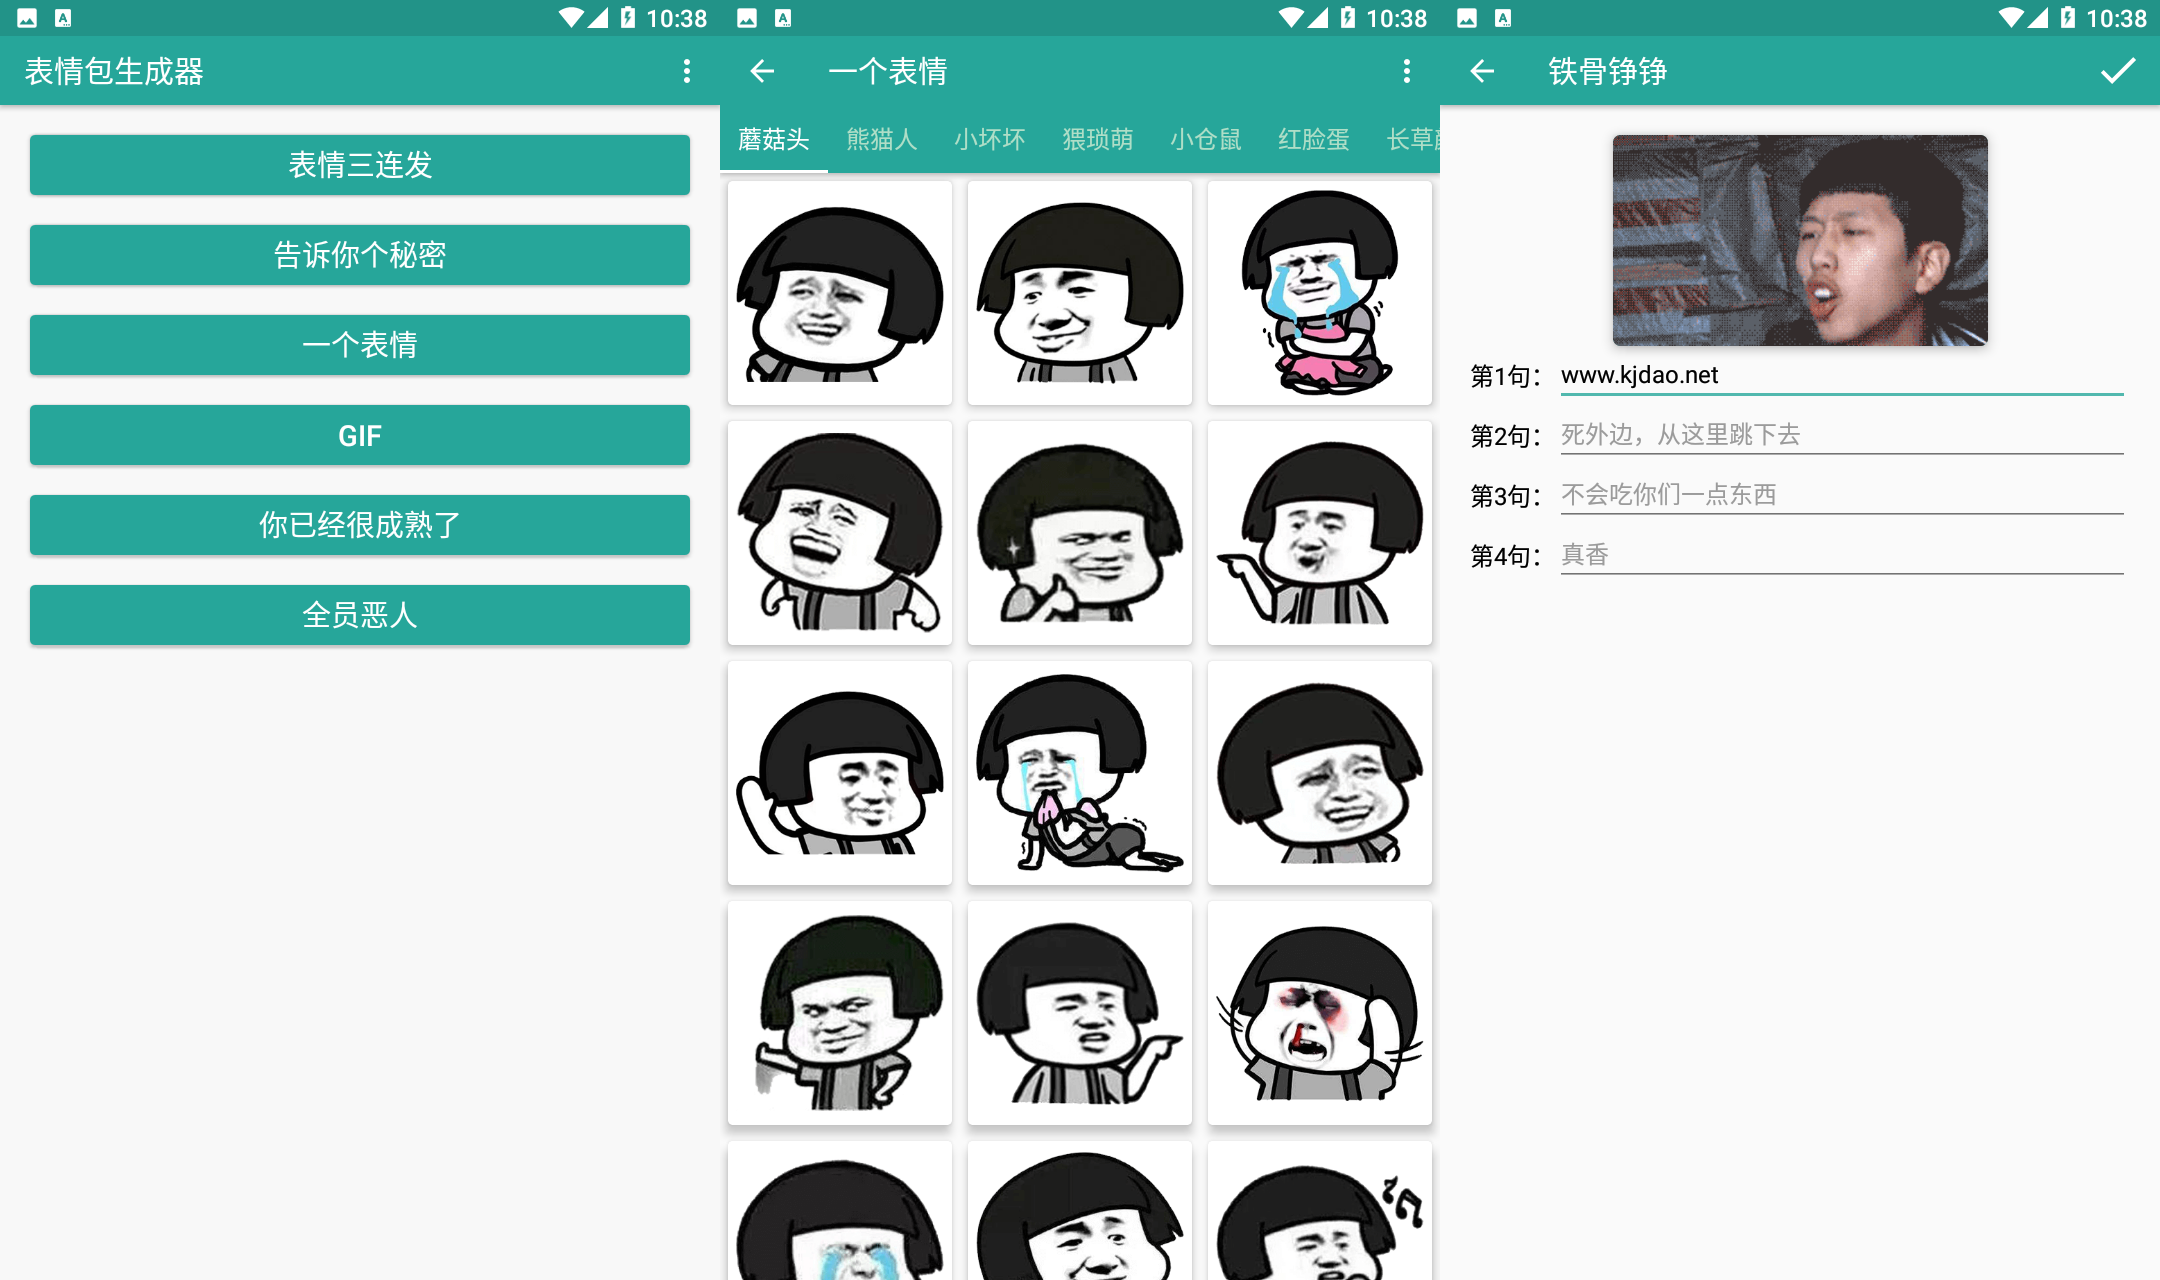 10:38
表情包生成器
表情三连发
告诉你个秘密
一个表情
GIF
你已经很成熟了
全员恶人
10:38
一个表情
蘑菇头 熊猫人 小坏坏 猥琐萌 小仓鼠 红脸蛋 长草
10:38
铁骨铮铮
第1句： www.kjdao.net
第2句： 死外边，从这里跳下去
第3句： 不会吃你们一点东西
第4句： 真香